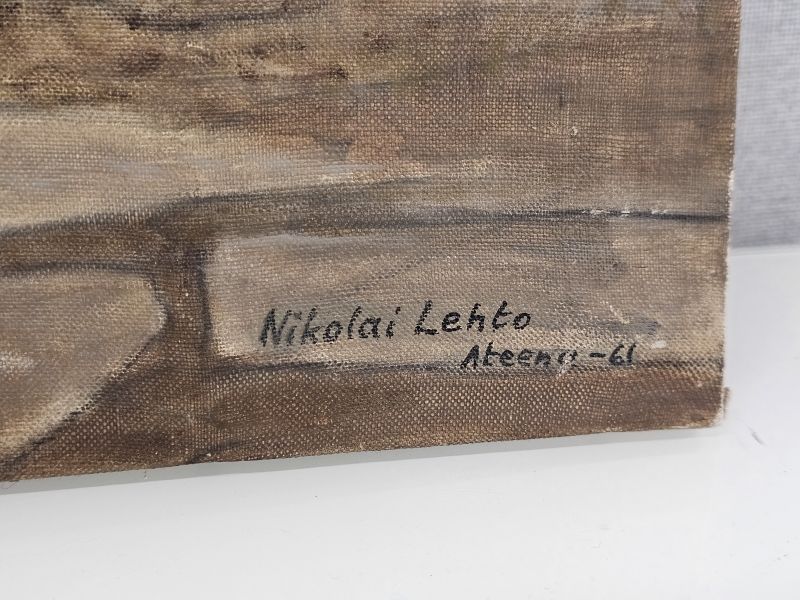 Nikolai Lehto
Ateena -61